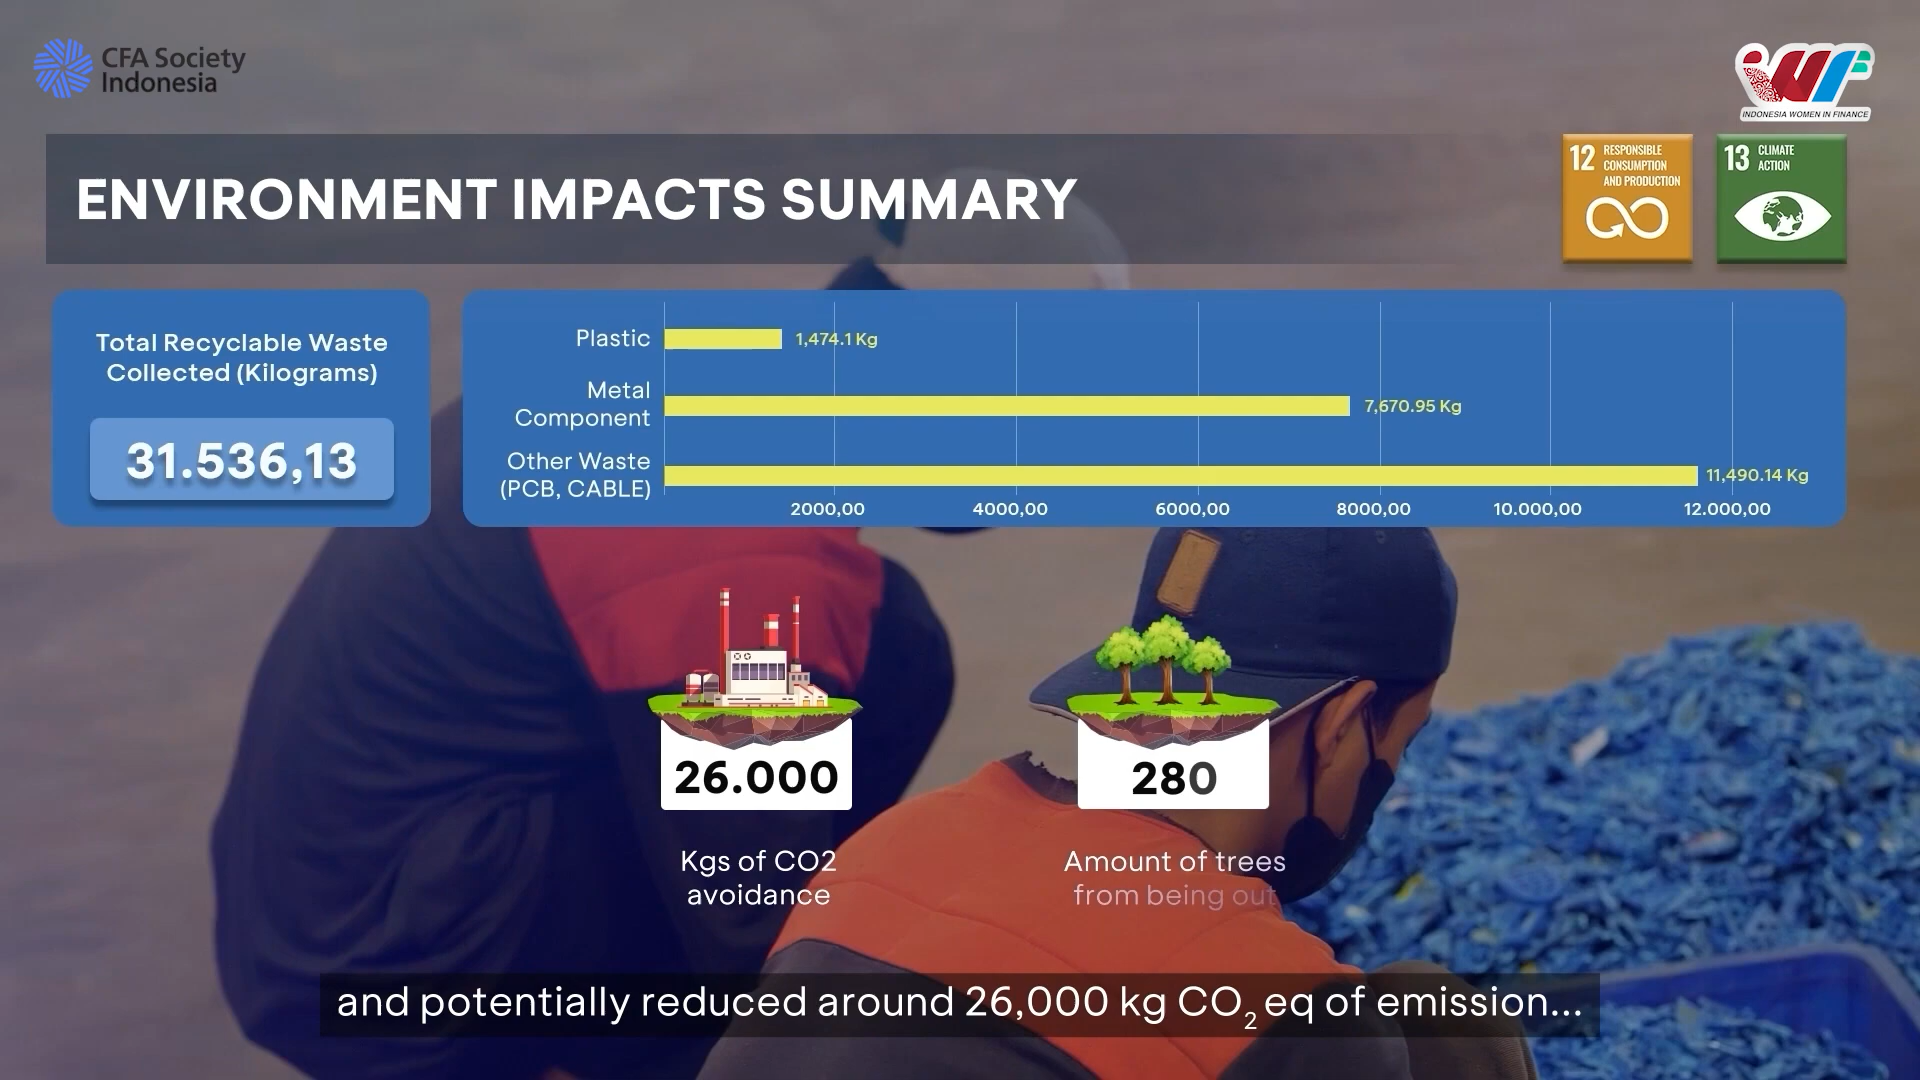 CFA Society
Indonesia
IWF
INDONESIA WOMEN IN FINANCE
ENVIRONMENT IMPACTS SUMMARY
12 RESPONSIBLE
CONSUMPTION
AND PRODUCTION
13 CLIMATE
ACTION
Total Recyclable Waste
Collected (Kilograms)
31.536,13
Plastic
1,474.1 Kg
Metal
Component
7,670.95 Kg
Other Waste
(PCB, CABLE)
11,490.14 Kg
2000,00 4000,00 6000,00 8000,00 10.000,00 12.000,00
26.000
Kgs of CO2
avoidance
280
Amount of trees
from being out
and potentially reduced around 26,000 kg CO₂ eq of emission...